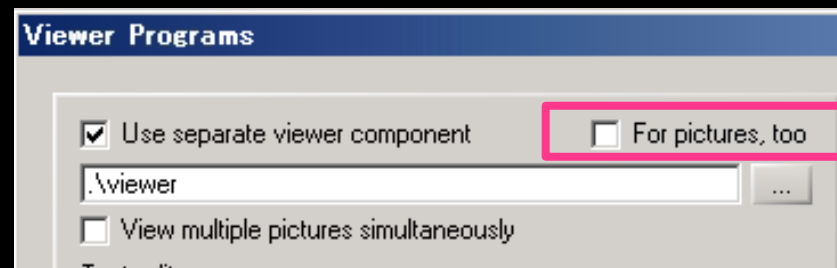 Viewer Programs
Use separate viewer component For pictures, too
.\viewer ...
View multiple pictures simultaneously